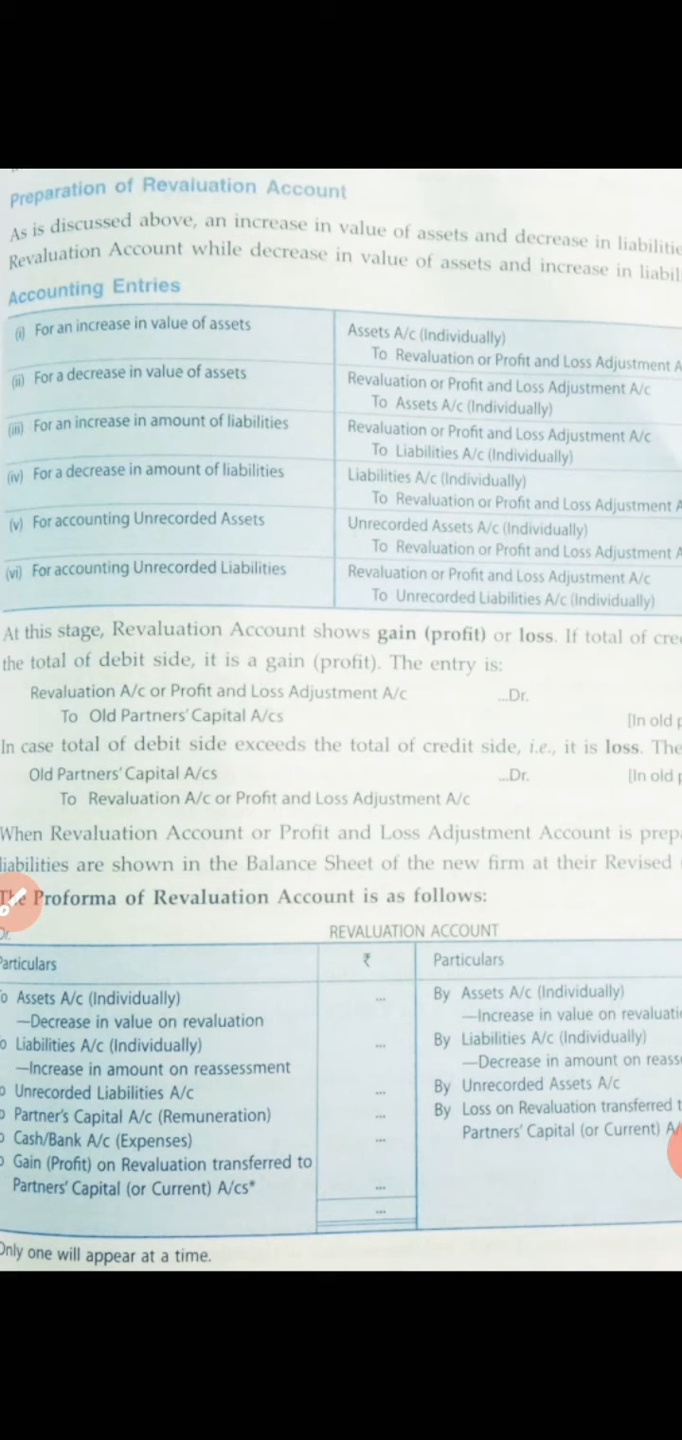 Preparation of Revaluation Account
As is discussed above, an increase in value of assets and decrease in
Revaluation Account while decrease in value of assets and increase in
Accounting Entries
(i) For an increase in value of assets
Assets A/c (Individually)
To Revaluation or Profit and Loss Adjustment
(ii) For a decrease in value of assets
Revaluation or Profit and Loss Adjustment A/c
To Assets A/c (Individually)
(iii) For an increase in amount of liabilities
Revaluation or Profit and Loss Adjustment A/c
To Liabilities A/c (Individually)
(iv) For a decrease in amount of liabilities
Liabilities A/c (Individually)
To Revaluation or Profit and Loss Adjustment
(v) For accounting Unrecorded Assets
Unrecorded Assets A/c (Individually)
To Revaluation or Profit and Loss Adjustment
(vi) For accounting Unrecorded Liabilities
Revaluation or Profit and Loss Adjustment A/c
To Unrecorded Liabilities A/c (Individually)
At this stage, Revaluation Account shows gain (profit) or loss. If total of
the total of debit side, it is a gain (profit). The entry is:
Revaluation A/c or Profit and Loss Adjustment A/c ...Dr.
To Old Partners' Capital A/cs [In old
In case total of debit side exceeds the total of credit side, i.e., it is loss. The
Old Partners' Capital A/cs ...Dr. [In old
To Revaluation A/c or Profit and Loss Adjustment A/c
When Revaluation Account or Profit and Loss Adjustment Account is
liabilities are shown in the Balance Sheet of the new firm at their Revised
The Proforma of Revaluation Account is as follows:
Dr. REVALUATION ACCOUNT
Particulars ₹ Particulars
To Assets A/c (Individually) ...
—Decrease in value on revaluation
To Liabilities A/c (Individually) ...
—Increase in amount on reassessment
To Unrecorded Liabilities A/c ...
To Partner's Capital A/c (Remuneration) ...
To Cash/Bank A/c (Expenses) ...
To Gain (Profit) on Revaluation transferred to
Partners' Capital (or Current) A/cs* ...
...
By Assets A/c (Individually)
—Increase in value on
By Liabilities A/c (Individually)
—Decrease in amount on
By Unrecorded Assets A/c
By Loss on Revaluation transferred
Partners' Capital (or Current)
Only one will appear at a time.